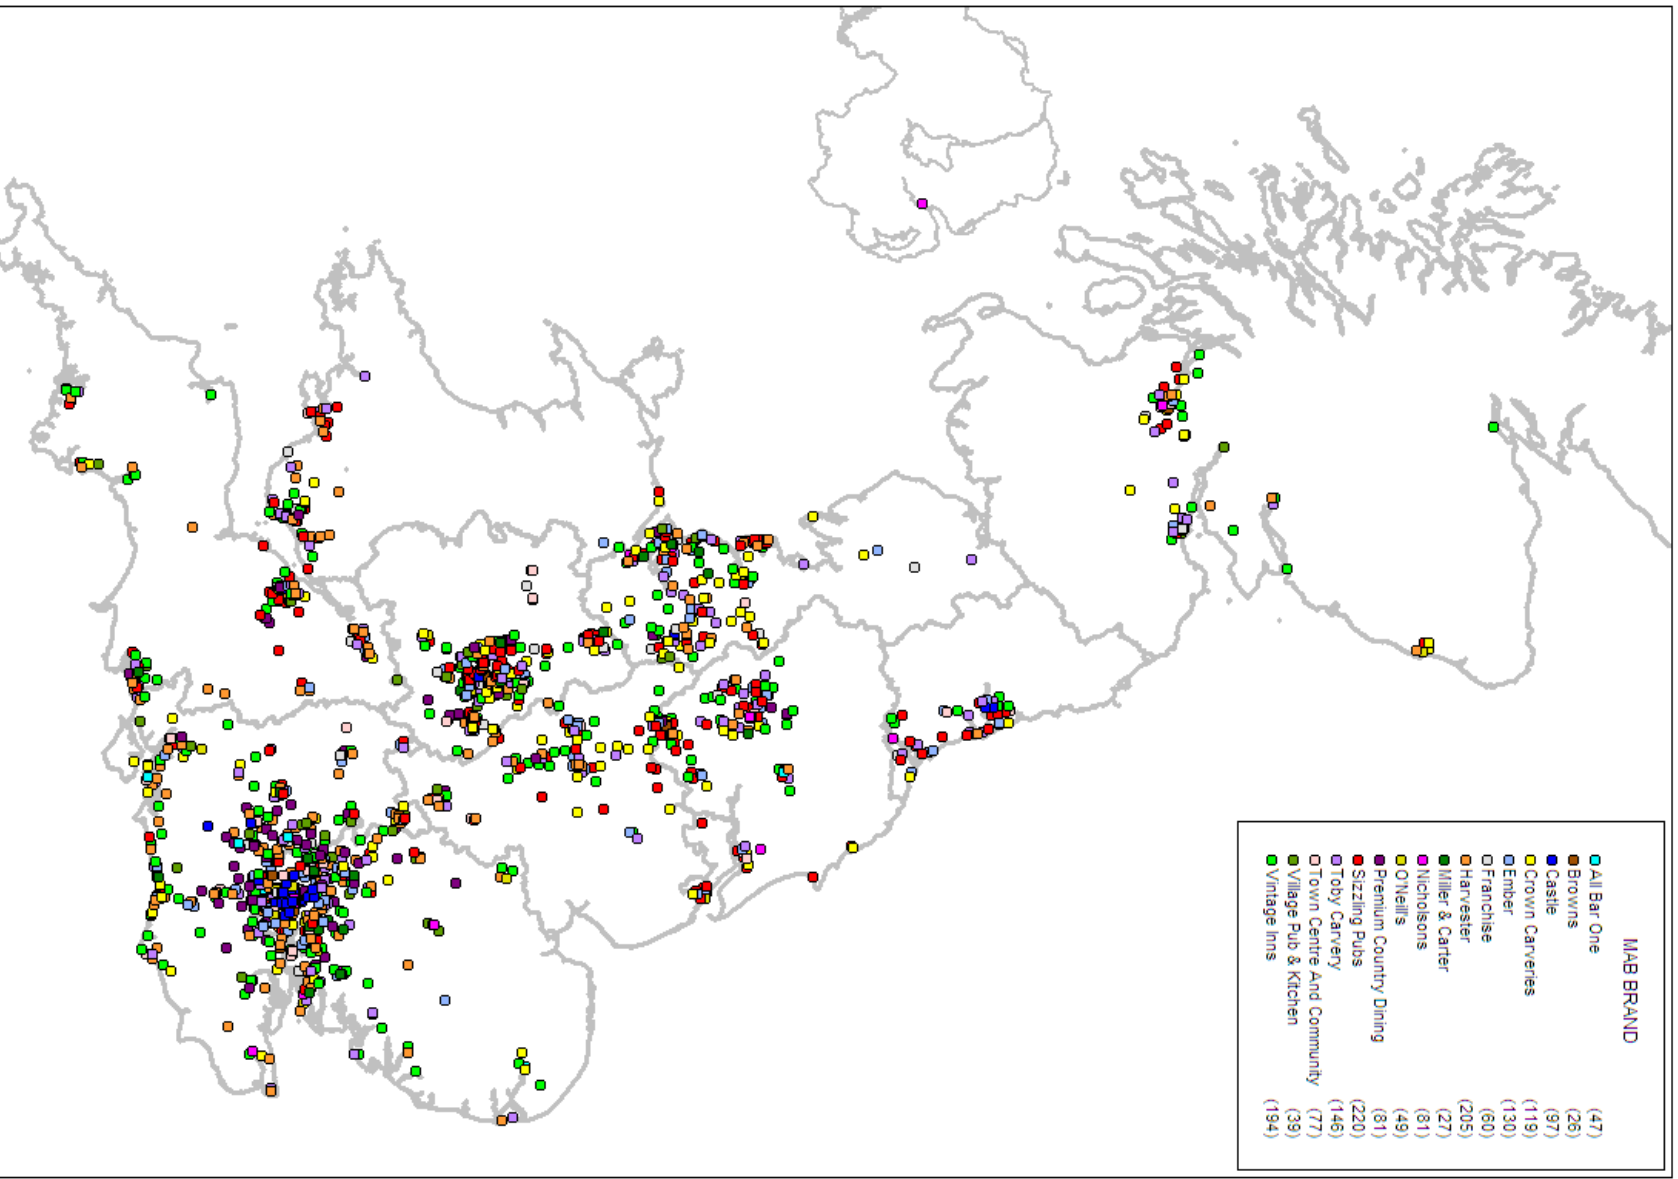 MAB BRAND
All Bar One (47)
Browns (26)
Castle (97)
Crown Carveries (119)
Ember (130)
Franchise (60)
Harvester (205)
Miller & Carter (27)
Nicholsons (81)
O'Neill's (49)
Premium Country Dining (81)
Sizzling Pubs (220)
Toby Carvery (146)
Town Centre And Community (77)
Village Pub & Kitchen (39)
Vintage Inns (194)